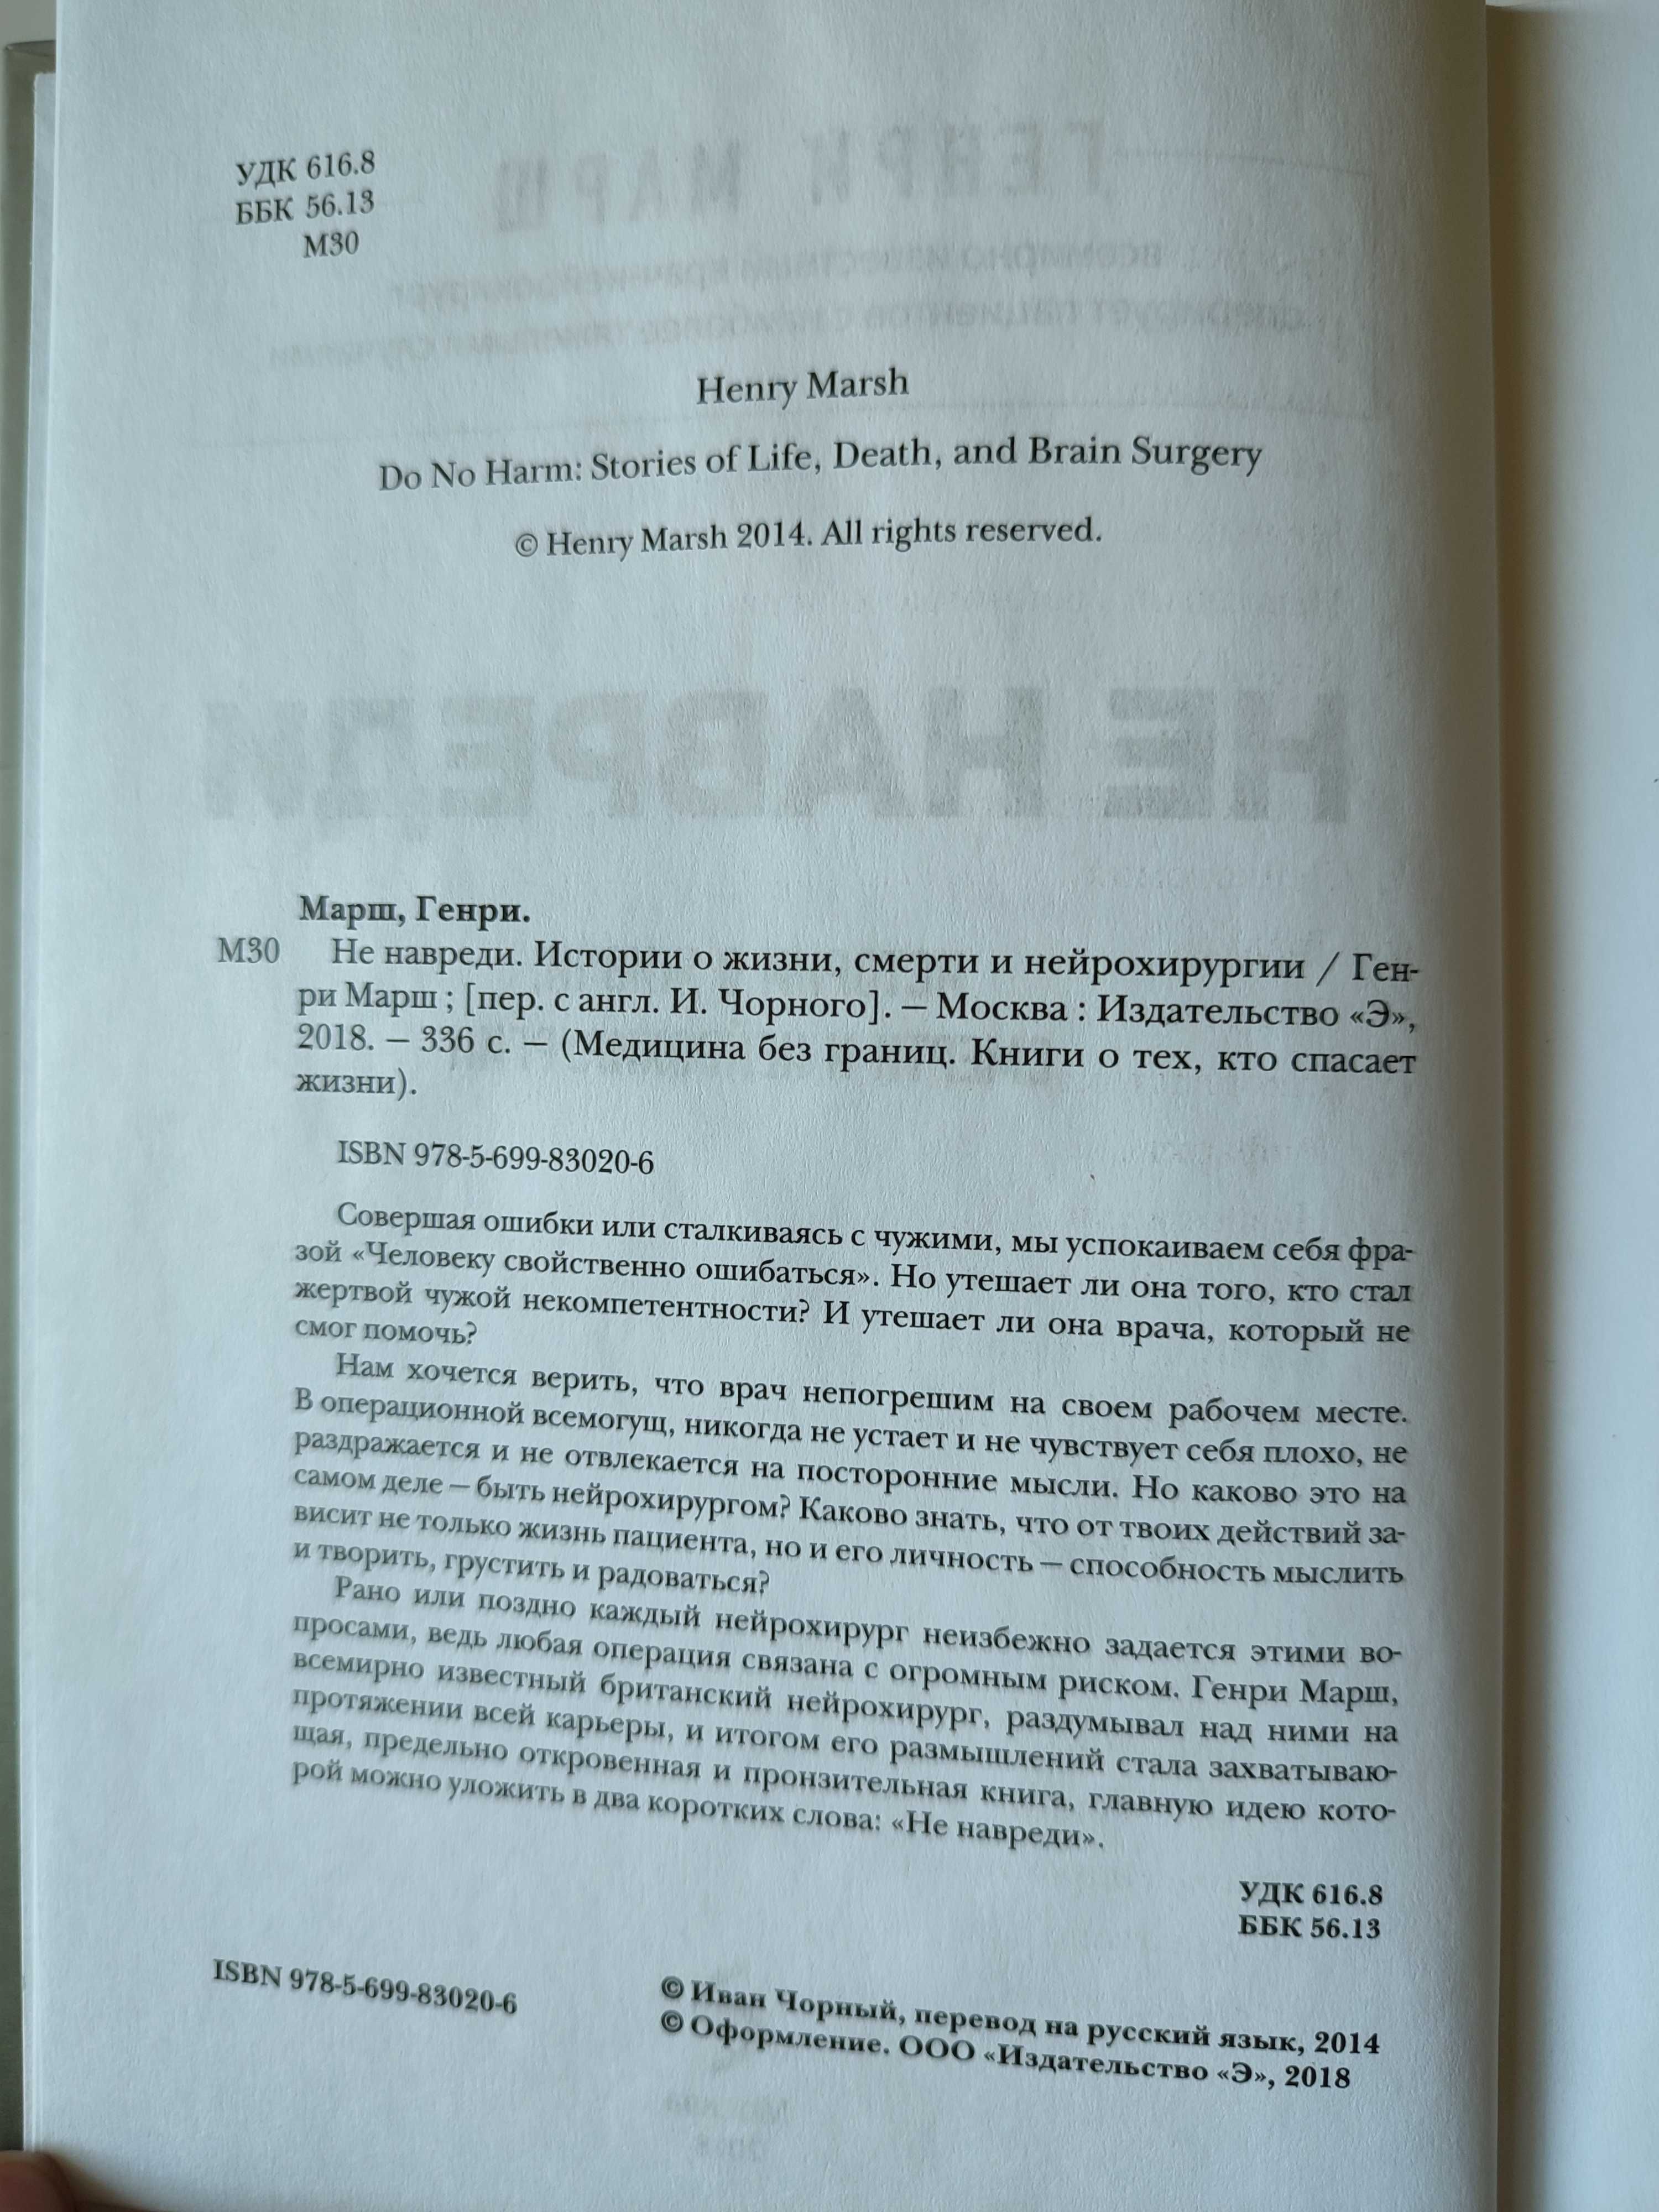 УДК 616.8
ББК 56.13
М30
Henry Marsh
Do No Harm: Stories of Life, Death, and Brain Surgery
© Henry Marsh 2014. All rights reserved.
Марш, Генри.
М30 Не навреди. Истории о жизни, смерти и нейрохирургии / Ген-
ри Марш ; [пер. с англ. И. Чорного]. — Москва : Издательство «Э»,
2018. — 336 с. — (Медицина без границ. Книги о тех, кто спасает
жизни).
ISBN 978-5-699-83020-6
Совершая ошибки или сталкиваясь с чужими, мы успокаиваем себя фра-
зой «Человеку свойственно ошибаться». Но утешает ли она того, кто стал
жертвой чужой некомпетентности? И утешает ли она врача, который не
смог помочь?
Нам хочется верить, что врач непогрешим на своем рабочем месте.
В операционной всемогущ, никогда не устает и не чувствует себя плохо, не
раздражается и не отвлекается на посторонние мысли. Но каково это на
самом деле — быть нейрохирургом? Каково знать, что от твоих действий за-
висит не только жизнь пациента, но и его личность — способность мыслить
и творить, грустить и радоваться?
Рано или поздно каждый нейрохирург неизбежно задается этими во-
просами, ведь любая операция связана с огромным риском. Генри Марш,
всемирно известный британский нейрохирург, раздумывал над ними на
протяжении всей карьеры, и итогом его размышлений стала захватываю-
щая, предельно откровенная и пронзительная книга, главную идею кото-
рой можно уложить в два коротких слова: «Не навреди».
УДК 616.8
ББК 56.13
ISBN 978-5-699-83020-6
© Иван Чорный, перевод на русский язык, 2014
© Оформление. ООО «Издательство «Э», 2018